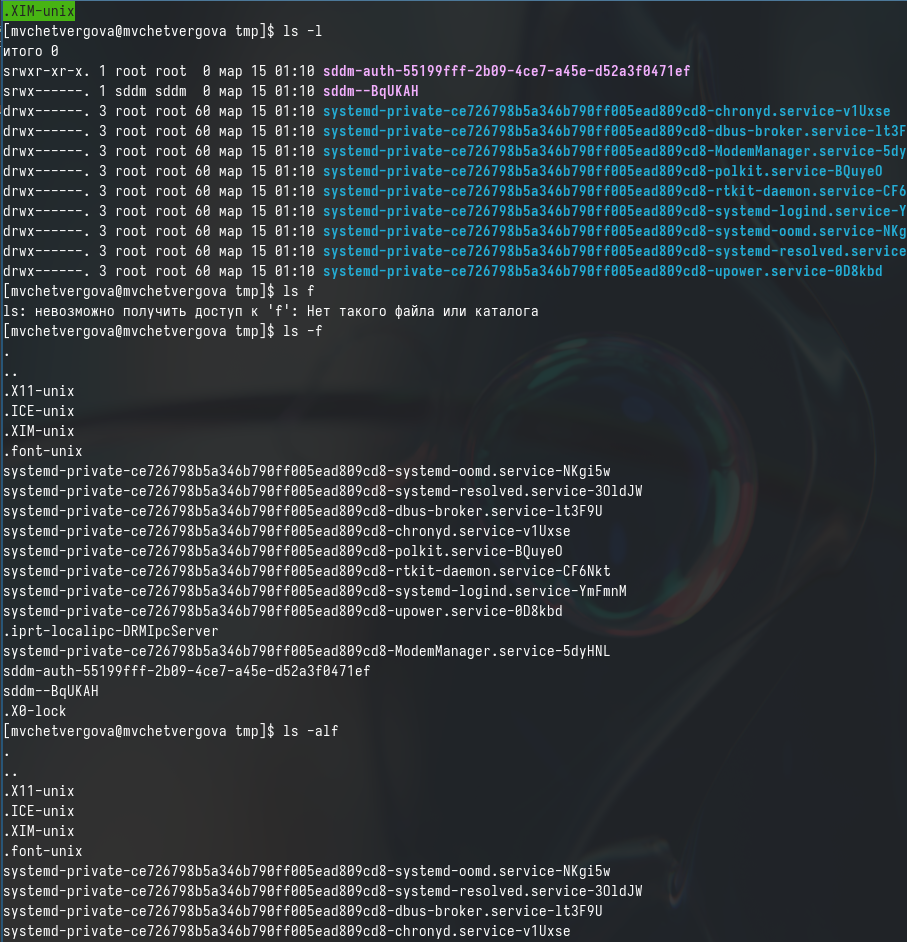 .XIM-unix
[mvchetvergova@mvchetvergova tmp]$ ls -l
итого 0
srwxr-xr-x. 1 root root  0 мар 15 01:10 sddm-auth-55199fff-2b09-4ce7-a45e-d52a3f0471ef
srwx------. 1 sddm sddm  0 мар 15 01:10 sddm--BqUKAH
drwx------. 3 root root 60 мар 15 01:10 systemd-private-ce726798b5a346b790ff005ead809cd8-chronyd.service-v1Uxse
drwx------. 3 root root 60 мар 15 01:10 systemd-private-ce726798b5a346b790ff005ead809cd8-dbus-broker.service-lt3F
drwx------. 3 root root 60 мар 15 01:10 systemd-private-ce726798b5a346b790ff005ead809cd8-ModemManager.service-5dy
drwx------. 3 root root 60 мар 15 01:10 systemd-private-ce726798b5a346b790ff005ead809cd8-polkit.service-BQuyeO
drwx------. 3 root root 60 мар 15 01:10 systemd-private-ce726798b5a346b790ff005ead809cd8-rtkit-daemon.service-CF6
drwx------. 3 root root 60 мар 15 01:10 systemd-private-ce726798b5a346b790ff005ead809cd8-systemd-logind.service-Y
drwx------. 3 root root 60 мар 15 01:10 systemd-private-ce726798b5a346b790ff005ead809cd8-systemd-oomd.service-NKg
drwx------. 3 root root 60 мар 15 01:10 systemd-private-ce726798b5a346b790ff005ead809cd8-systemd-resolved.service
drwx------. 3 root root 60 мар 15 01:10 systemd-private-ce726798b5a346b790ff005ead809cd8-upower.service-0D8kbd
[mvchetvergova@mvchetvergova tmp]$ ls f
ls: невозможно получить доступ к 'f': Нет такого файла или каталога
[mvchetvergova@mvchetvergova tmp]$ ls -f
.
..
.X11-unix
.ICE-unix
.XIM-unix
.font-unix
systemd-private-ce726798b5a346b790ff005ead809cd8-systemd-oomd.service-NKgi5w
systemd-private-ce726798b5a346b790ff005ead809cd8-systemd-resolved.service-3OldJW
systemd-private-ce726798b5a346b790ff005ead809cd8-dbus-broker.service-lt3F9U
systemd-private-ce726798b5a346b790ff005ead809cd8-chronyd.service-v1Uxse
systemd-private-ce726798b5a346b790ff005ead809cd8-polkit.service-BQuyeO
systemd-private-ce726798b5a346b790ff005ead809cd8-rtkit-daemon.service-CF6Nkt
systemd-private-ce726798b5a346b790ff005ead809cd8-systemd-logind.service-YmFmnM
systemd-private-ce726798b5a346b790ff005ead809cd8-upower.service-0D8kbd
.iprt-localipc-DRMIpcServer
systemd-private-ce726798b5a346b790ff005ead809cd8-ModemManager.service-5dyHNL
sddm-auth-55199fff-2b09-4ce7-a45e-d52a3f0471ef
sddm--BqUKAH
.X0-lock
[mvchetvergova@mvchetvergova tmp]$ ls -alf
.
..
.X11-unix
.ICE-unix
.XIM-unix
.font-unix
systemd-private-ce726798b5a346b790ff005ead809cd8-systemd-oomd.service-NKgi5w
systemd-private-ce726798b5a346b790ff005ead809cd8-systemd-resolved.service-3OldJW
systemd-private-ce726798b5a346b790ff005ead809cd8-dbus-broker.service-lt3F9U
systemd-private-ce726798b5a346b790ff005ead809cd8-chronyd.service-v1Uxse